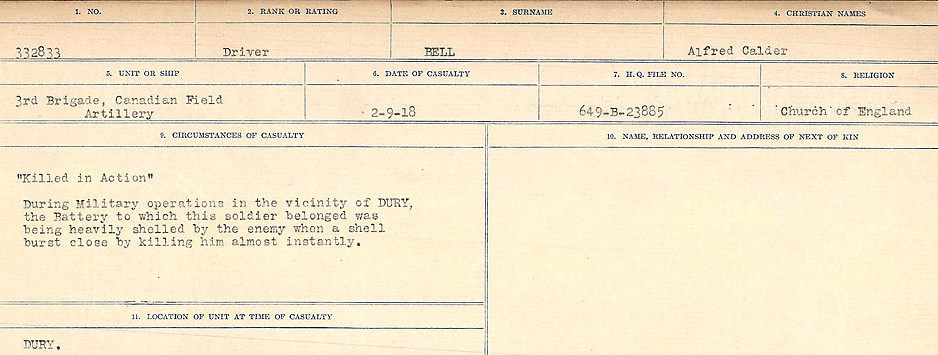 1. NO.
2. RANK OR RATING
3. SURNAME
4. CHRISTIAN NAMES
332833
Driver
BELL
Alfred Calder
5. UNIT OR SHIP
6. DATE OF CASUALTY
7. H.Q. FILE NO.
8. RELIGION
3rd Brigade, Canadian Field
Artillery
2-9-18
649-B-23885
Church of England
9. CIRCUMSTANCES OF CASUALTY
"Killed in Action"
During Military operations in the vicinity of DURY,
the Battery to which this soldier belonged was
being heavily shelled by the enemy when a shell
burst close by killing him almost instantly.
10. NAME, RELATIONSHIP AND ADDRESS OF NEXT OF KIN
11. LOCATION OF UNIT AT TIME OF CASUALTY
DURY.